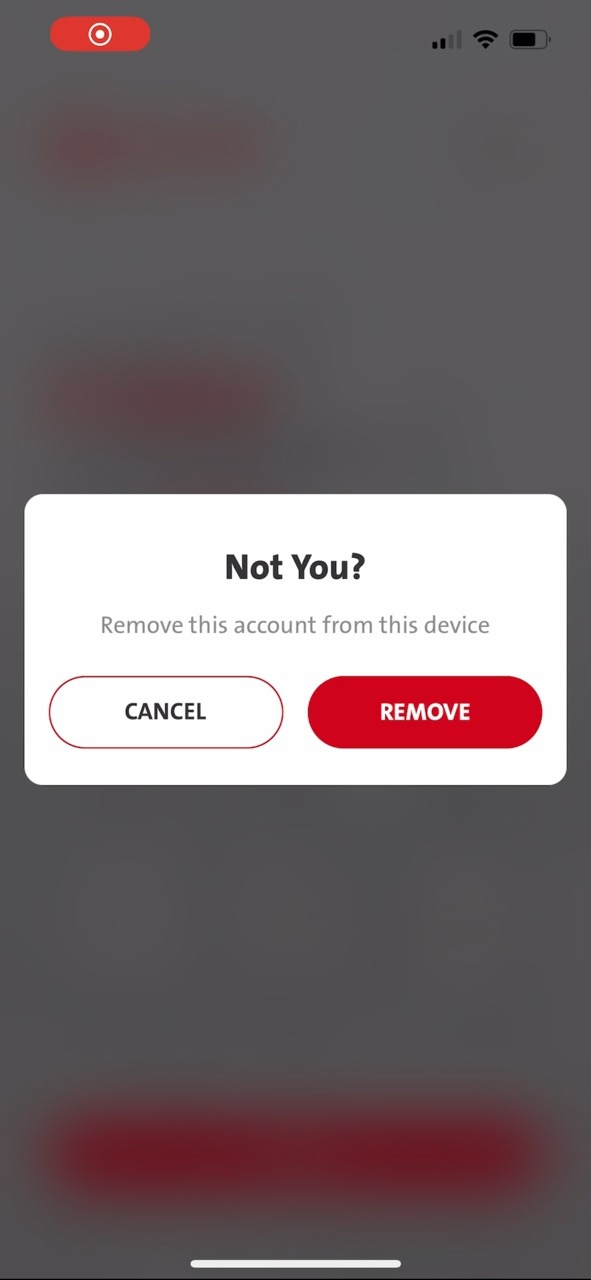 Not You?
Remove this account from this device
CANCEL
REMOVE